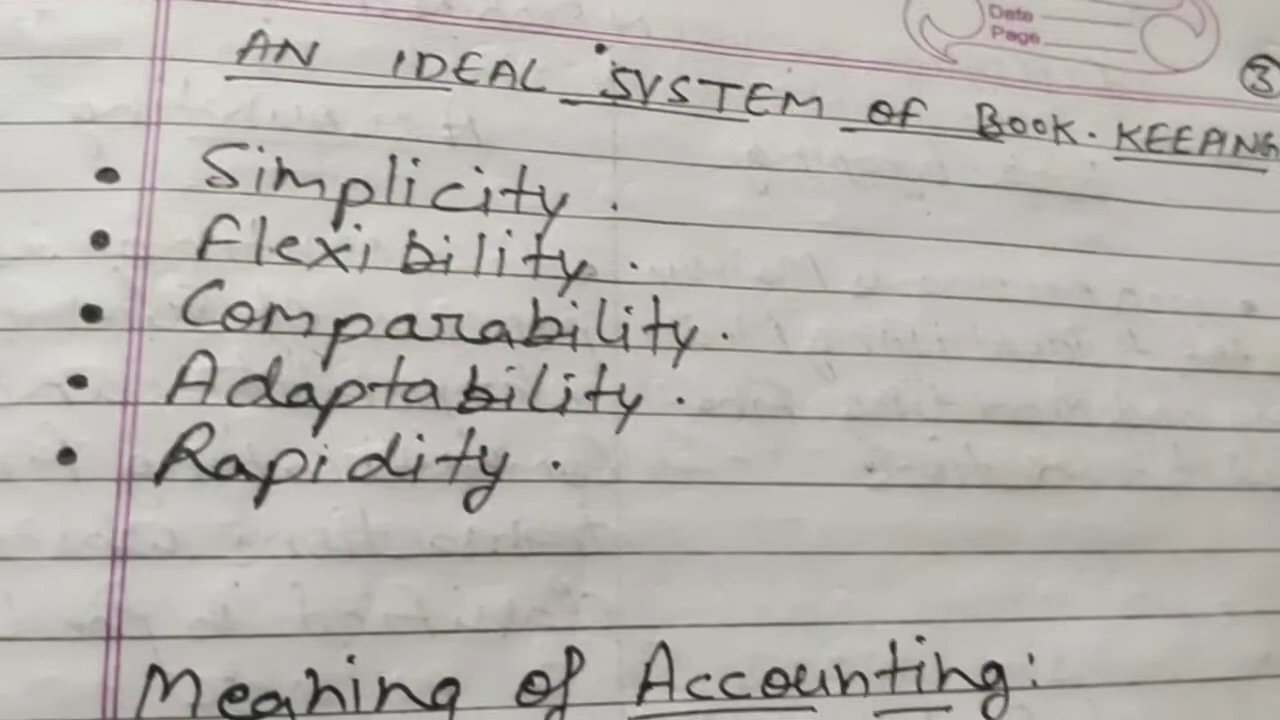 Date
Page
③
AN IDEAL SYSTEM OF BOOK. KEEPING
• Simplicity.
• Flexibility.
• Comparability.
• Adaptability.
• Rapidity.
Meaning of Accounting: